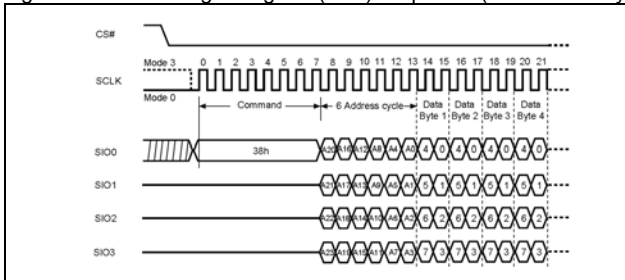 CS#
Mode 3 0 1 2 3 4 5 6 7 8 9 10 11 12 13 14 15 16 17 18 19 20 21
SCLK
Mode 0
Command 6 Address cycle Data Byte 1 Data Byte 2 Data Byte 3 Data Byte 4
SIO0 38h A20 A16 A12 A8 A4 A0 4 0 4 0 4 0 4 0
SIO1 A21 A17 A13 A9 A5 A1 5 1 5 1 5 1 5 1
SIO2 A22 A18 A14 A10 A6 A2 6 2 6 2 6 2 6 2
SIO3 A23 A19 A15 A11 A7 A3 7 3 7 3 7 3 7 3